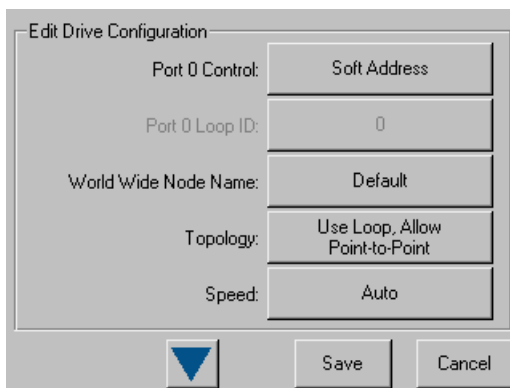 Edit Drive Configuration
Port 0 Control:
Soft Address
Port 0 Loop ID:
0
World Wide Node Name:
Default
Topology:
Use Loop, Allow
Point-to-Point
Speed:
Auto
Save
Cancel